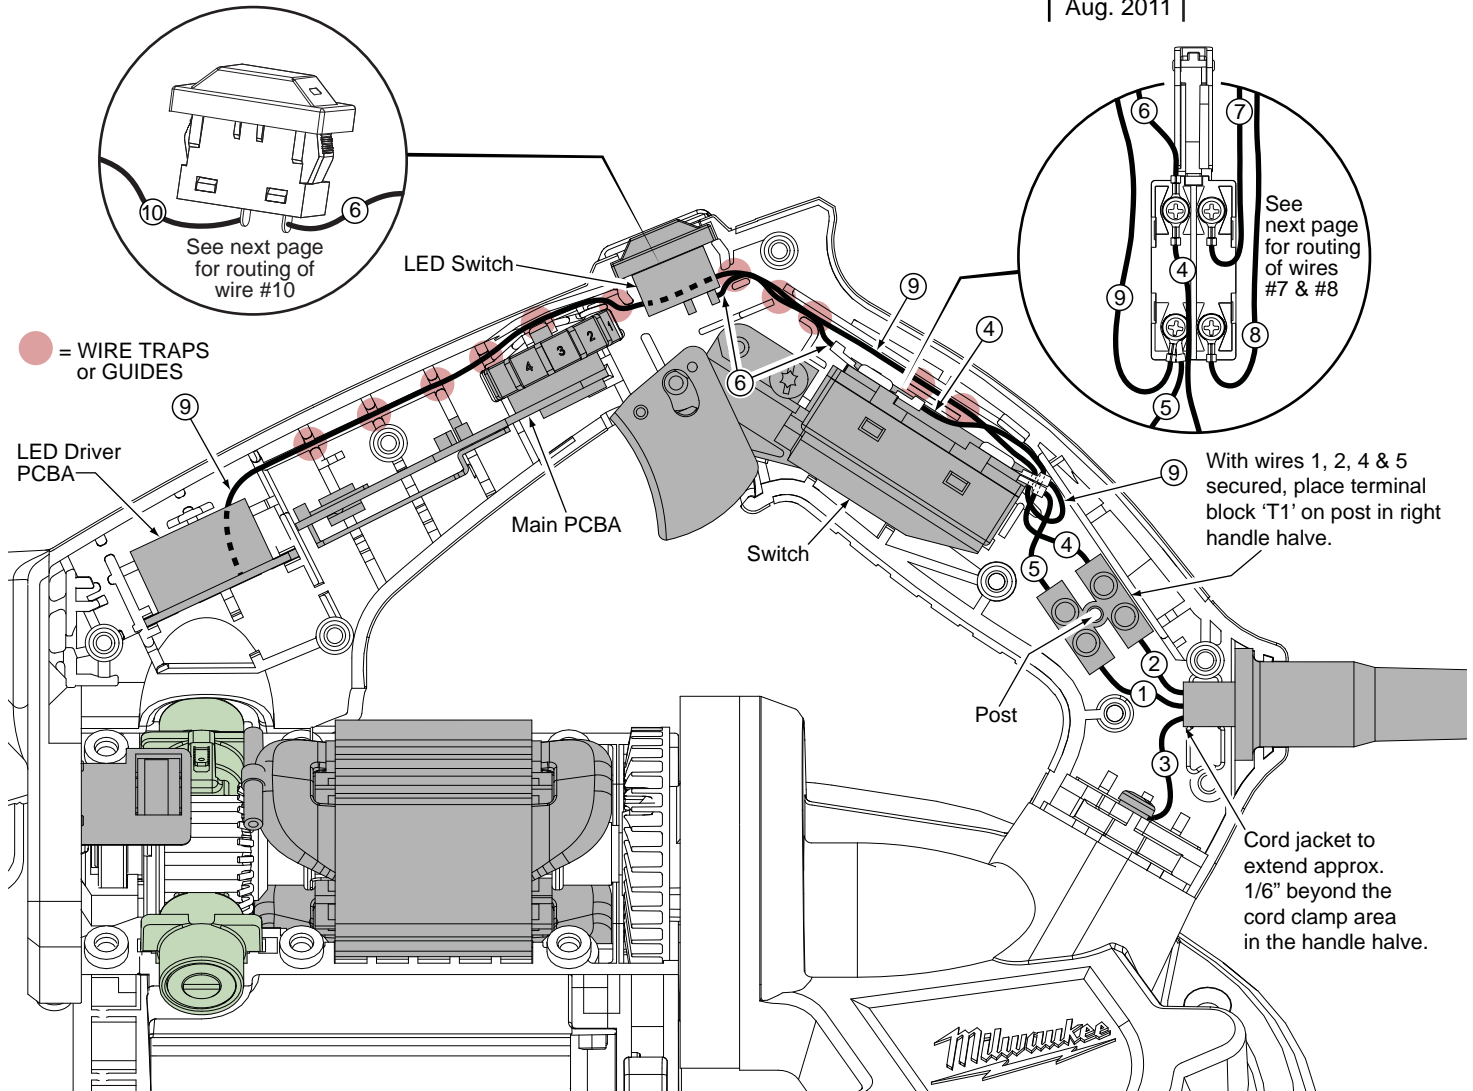 Aug. 2011
10
6
See next page
for routing of
wire #10
6
7
See
next page
for routing
of wires
#7 & #8
4
9
8
5
LED Switch
9
4
= WIRE TRAPS
or GUIDES
1
2
3
4
6
9
LED Driver
PCBA
Main PCBA
Switch
9
With wires 1, 2, 4 & 5
secured, place terminal
block ‘T1’ on post in right
handle halve.
4
5
2
1
Post
3
Cord jacket to
extend approx.
1/6” beyond the
cord clamp area
in the handle halve.
Milwaukee